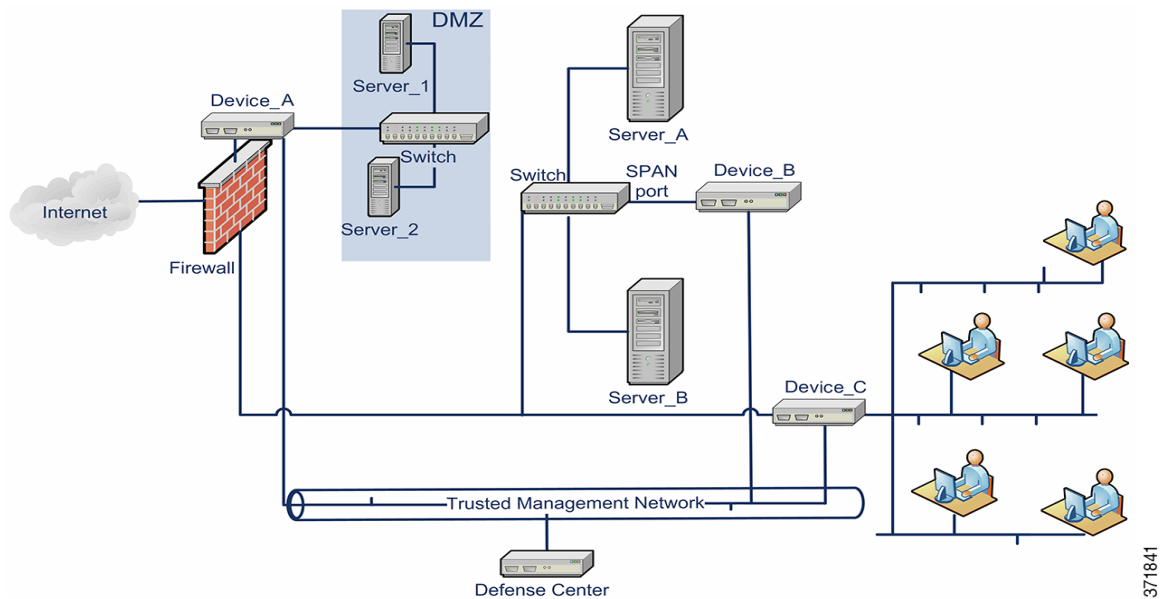 DMZ
Server_1
Device_A
Switch
Server_2
Internet
Firewall
Server_A
Switch
SPAN
port
Device_B
Server_B
Device_C
Trusted Management Network
Defense Center
371841